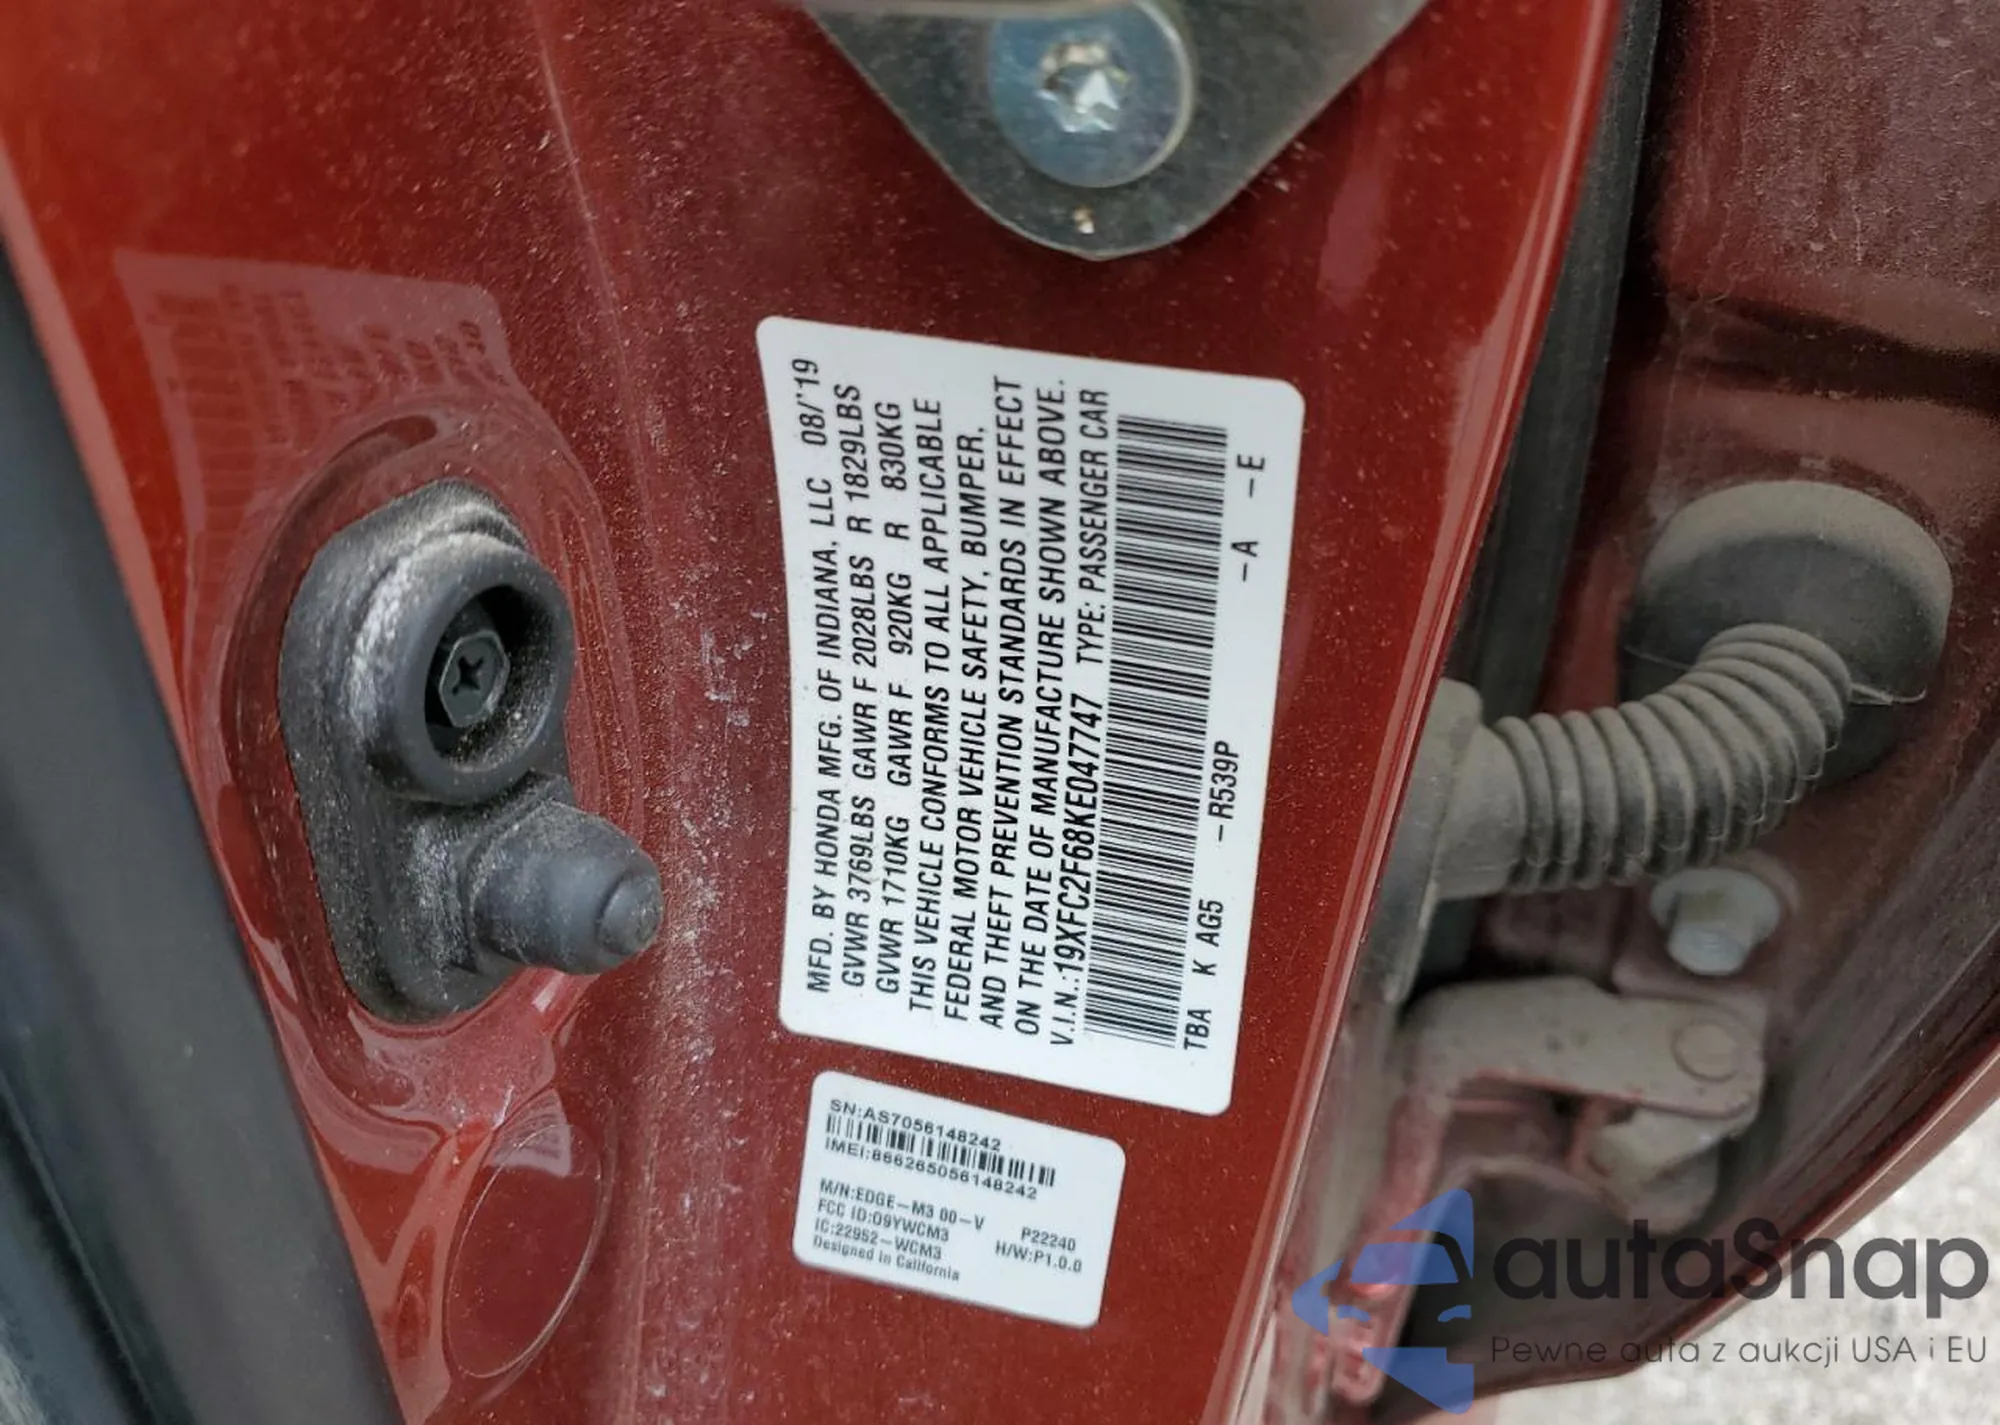 MFD. BY HONDA MFG. OF INDIANA, LLC 08/'19
GVWR 3769LBS GAWR F 2028LBS R 1829LBS
GVWR 1710KG GAWR F 920KG R 830KG
THIS VEHICLE CONFORMS TO ALL APPLICABLE
FEDERAL MOTOR VEHICLE SAFETY, BUMPER,
AND THEFT PREVENTION STANDARDS IN EFFECT
ON THE DATE OF MANUFACTURE SHOWN ABOVE.
V.I.N.:19XFC2F68KE047747 TYPE: PASSENGER CAR
TBA K AG5 -R539P -A -E
SN:AS7056148242
IMEI:866265056148242
M/N:EDGE-M3 00-V P22240
FCC ID:O9YWCM3 H/W:P1.0.0
IC:22952-WCM3
Designed in California
autaSnap
Pewne auta z aukcji USA i EU